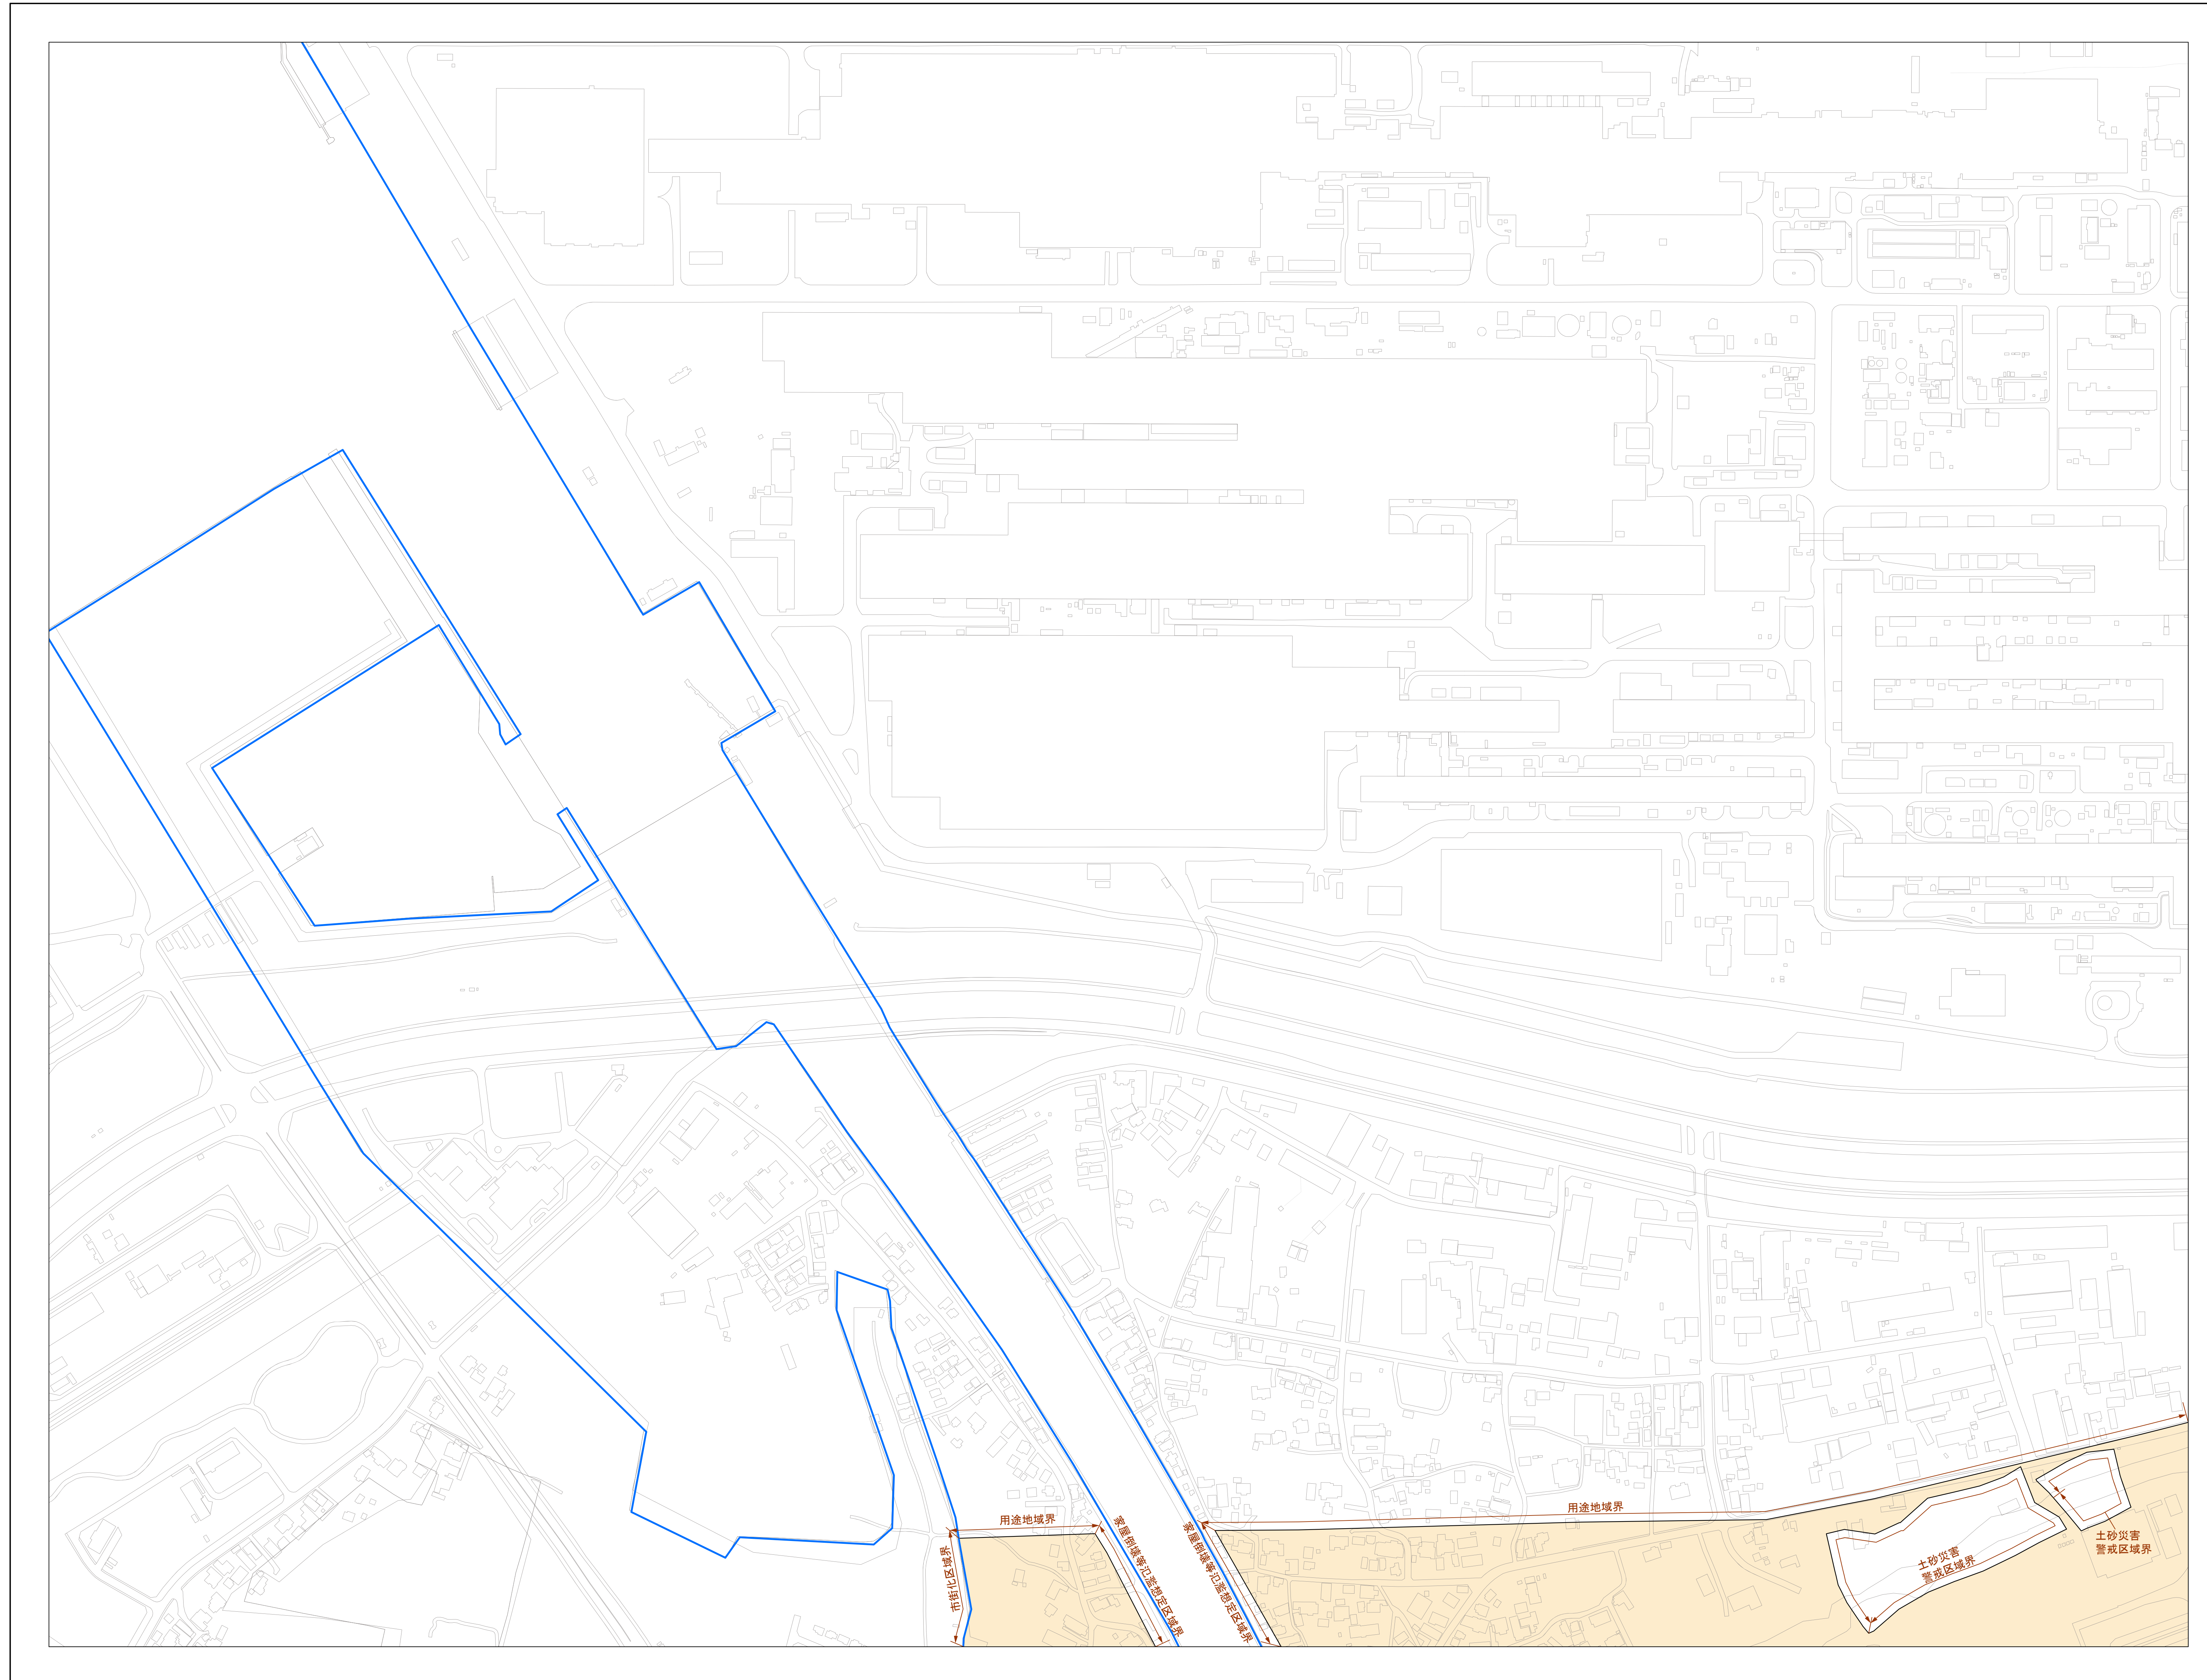 用途地域界
用途地域界
市街化区域界
家屋倒壊等氾濫想定区域界
家屋倒壊等氾濫想定区域界
土砂災害
警戒区域界
土砂災害
警戒区域界